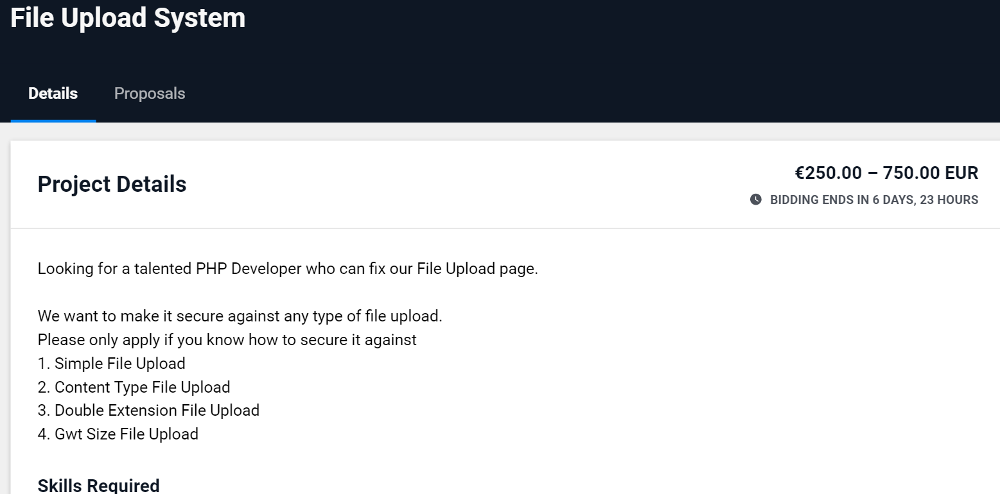 File Upload System
Details
Proposals
Project Details
€250.00 – 750.00 EUR
BIDDING ENDS IN 6 DAYS, 23 HOURS
Looking for a talented PHP Developer who can fix our File Upload page.
We want to make it secure against any type of file upload.
Please only apply if you know how to secure it against
1. Simple File Upload
2. Content Type File Upload
3. Double Extension File Upload
4. Gwt Size File Upload
Skills Required